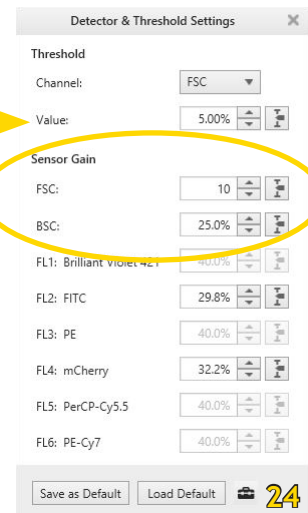 Detector & Threshold Settings
Threshold
Channel: FSC
Value: 5.00%
Sensor Gain
FSC: 10
BSC: 25.0%
FL1: Brilliant Violet 421 40.0%
FL2: FITC 29.8%
FL3: PE 40.0%
FL4: mCherry 32.2%
FL5: PerCP-Cy5.5 40.0%
FL6: PE-Cy7 40.0%
Save as Default Load Default 24